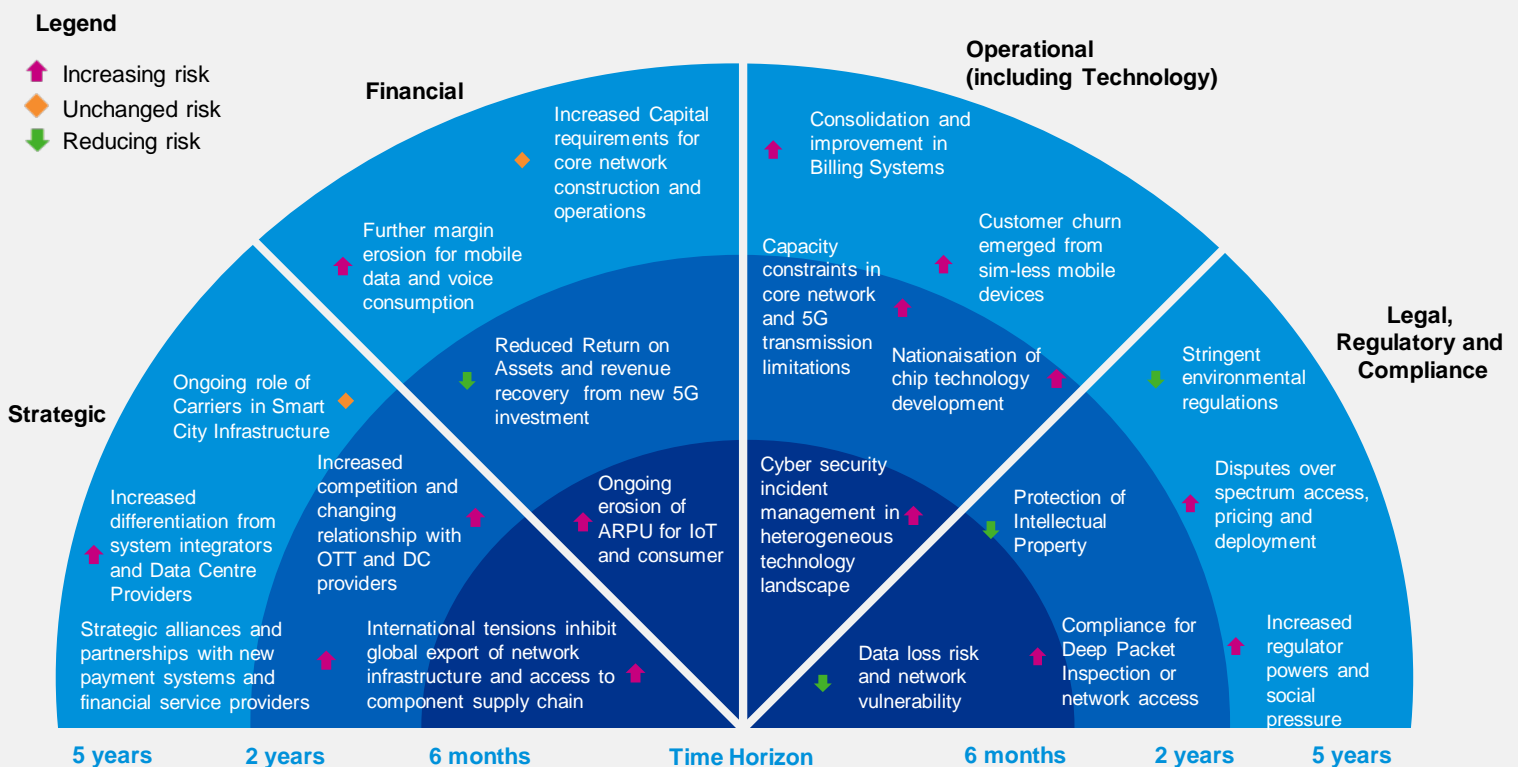 Legend
Increasing risk
Unchanged risk
Reducing risk
Strategic
Financial
Operational
(including Technology)
Legal,
Regulatory and
Compliance
Increased Capital
requirements for
core network
construction and
operations
Further margin
erosion for mobile
data and voice
consumption
Reduced Return on
Assets and revenue
recovery from new 5G
investment
Ongoing
erosion of
ARPU for IoT
and consumer
Ongoing role of
Carriers in Smart
City Infrastructure
Increased
differentiation from
system integrators
and Data Centre
Providers
Increased
competition and
changing
relationship with
OTT and DC
providers
Strategic alliances and
partnerships with new
payment systems and
financial service providers
International tensions inhibit
global export of network
infrastructure and access to
component supply chain
Consolidation and
improvement in
Billing Systems
Customer churn
emerged from
sim-less mobile
devices
Capacity
constraints in
core network
and 5G
transmission
limitations
Nationaisation of
chip technology
development
Cyber security
incident
management in
heterogeneous
technology
landscape
Stringent
environmental
regulations
Disputes over
spectrum access,
pricing and
deployment
Protection of
Intellectual
Property
Increased
regulator
powers and
social
pressure
Compliance for
Deep Packet
Inspection or
network access
Data loss risk
and network
vulnerability
5 years
2 years
6 months
Time Horizon
6 months
2 years
5 years